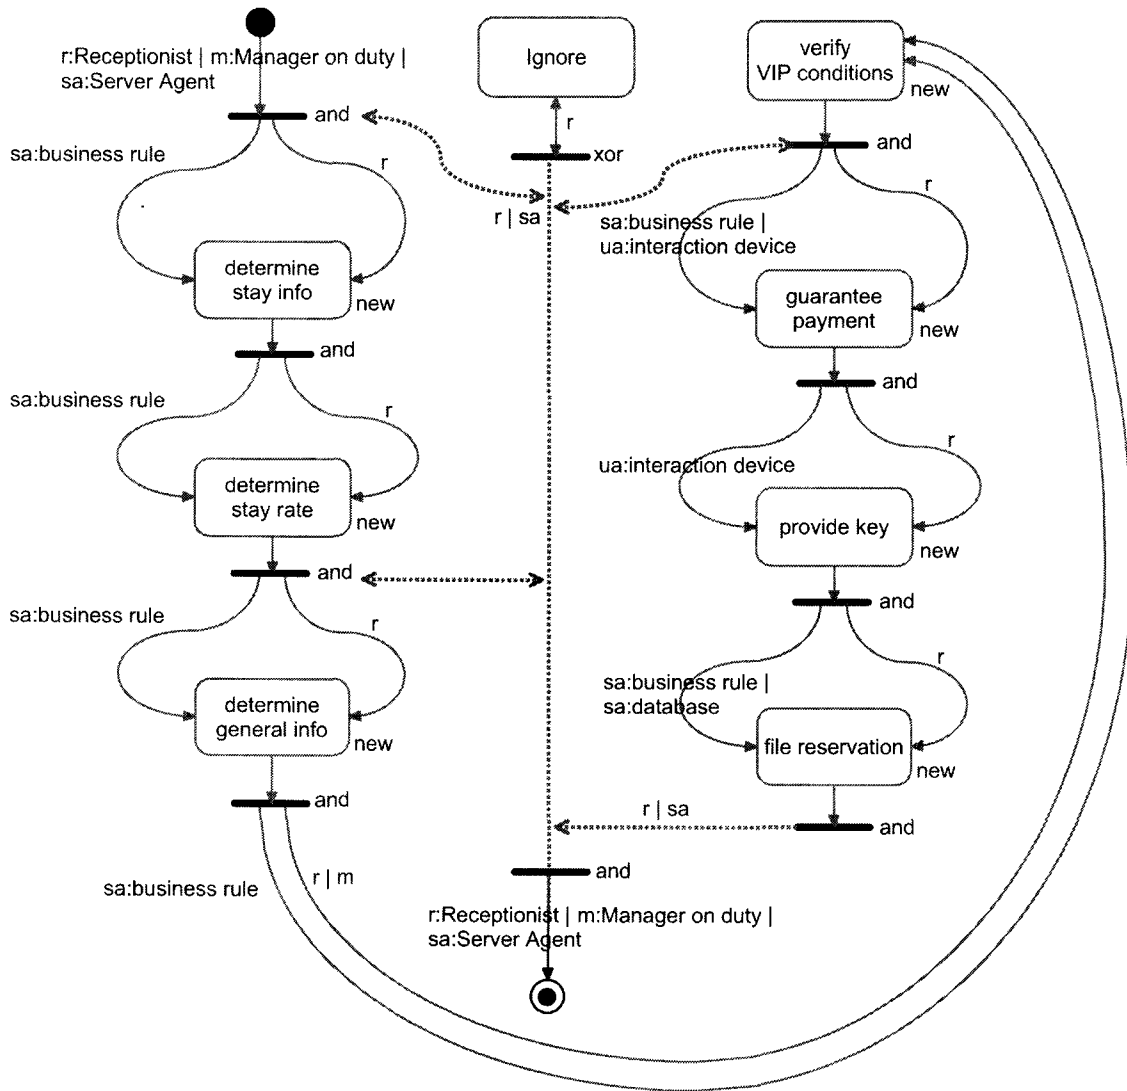 r:Receptionist | m:Manager on duty |
sa:Server Agent
and
sa:business rule
r
determine
stay info
new
and
sa:business rule
r
determine
stay rate
new
and
sa:business rule
r
determine
general info
new
and
sa:business rule
r | m
Ignore
r
xor
r | sa
r | sa
and
r:Receptionist | m:Manager on duty |
sa:Server Agent
verify
VIP conditions
new
and
r
sa:business rule |
ua:interaction device
guarantee
payment
new
and
r
ua:interaction device
provide key
new
and
r
sa:business rule |
sa:database
file reservation
new
and